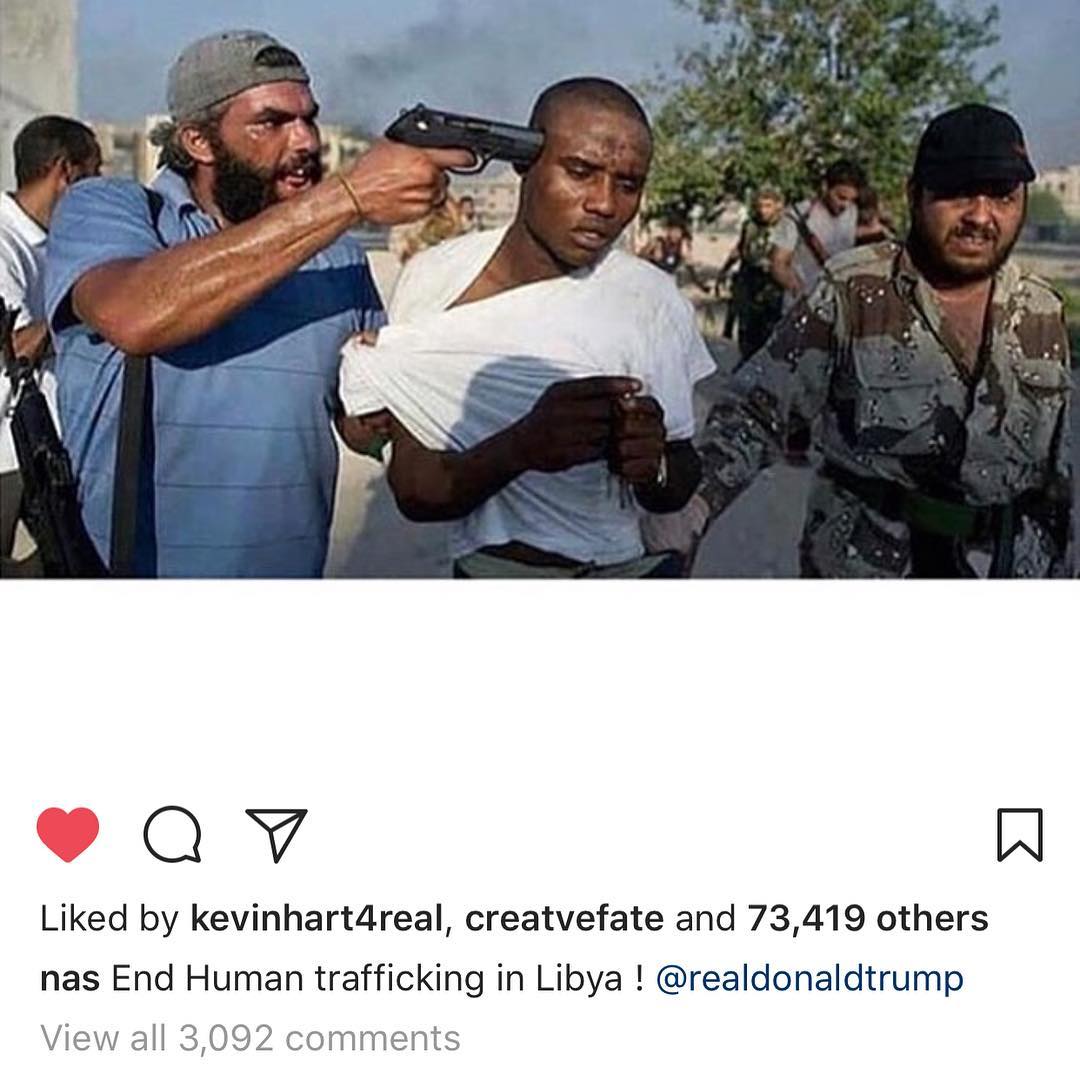 Liked by kevinhart4real, creatvefate and 73,419 others
nas End Human trafficking in Libya ! @realdonaldtrump
View all 3,092 comments